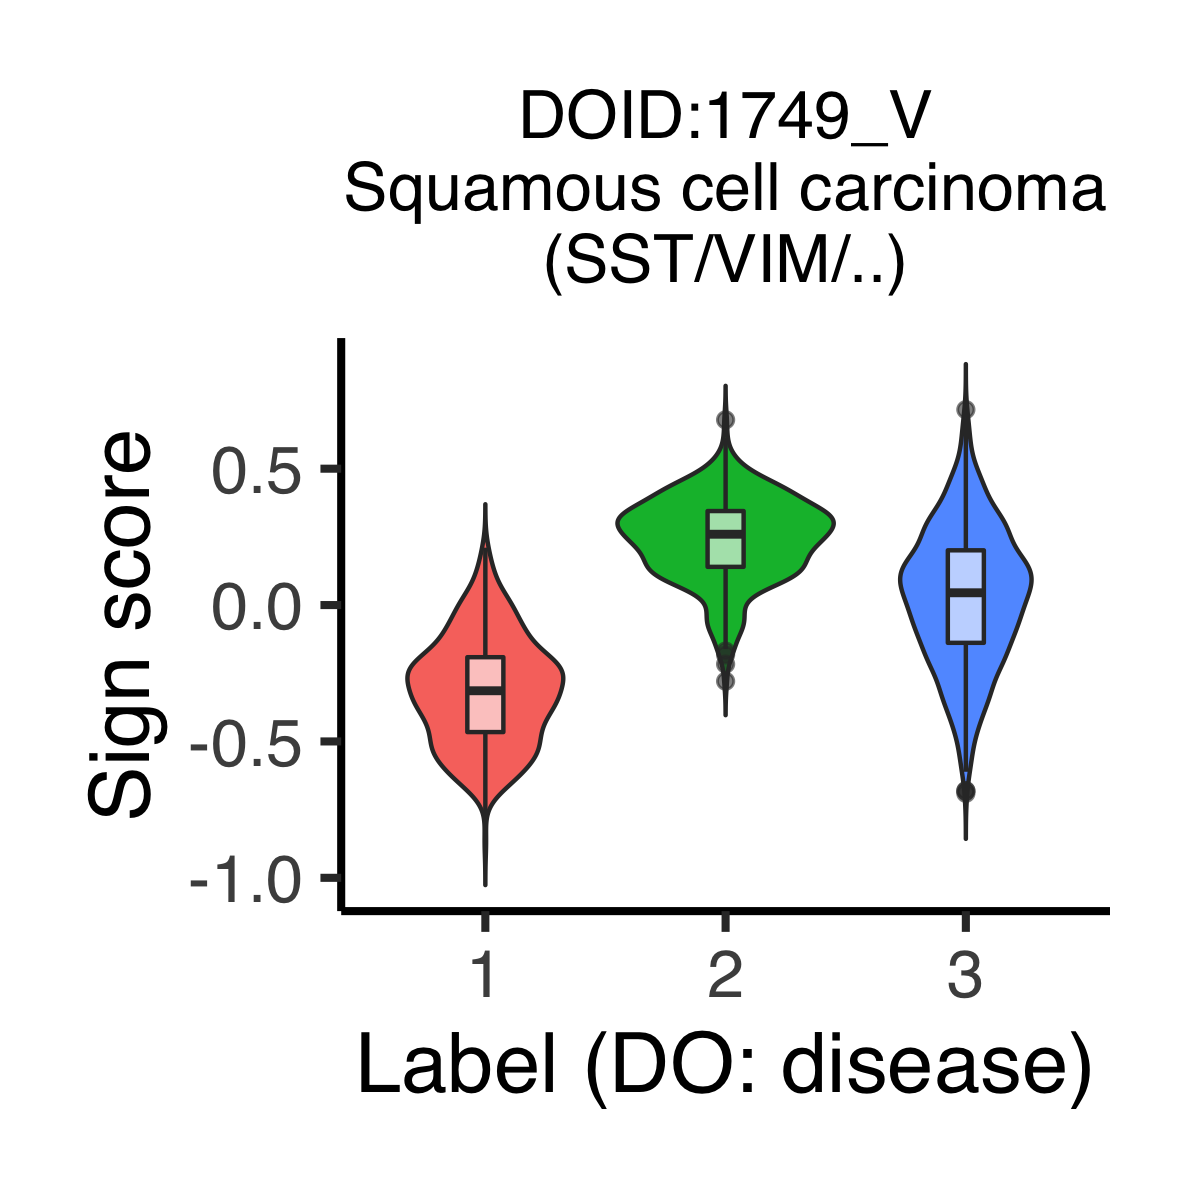 DOID:1749_V
Squamous cell carcinoma
(SST/VIM/..)
Sign score
0.5
0.0
-0.5
-1.0
1 2 3
Label (DO: disease)